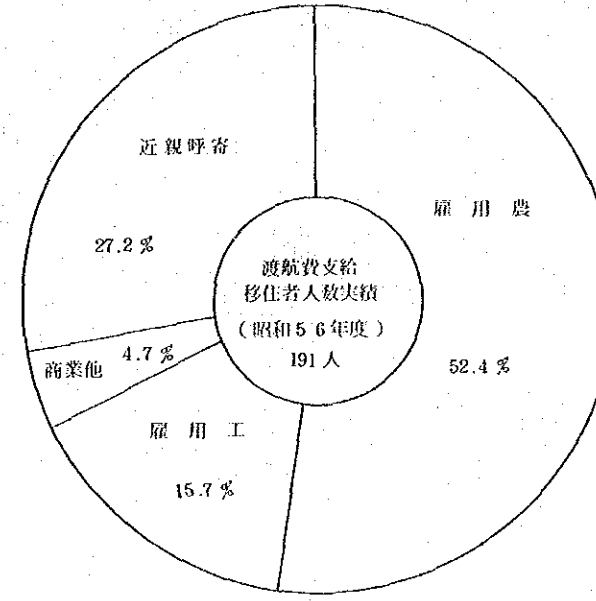 近親呼寄
27.2 %
雇用農
52.4 %
渡航費支給
移住者人数実績
(昭和56年度)
191人
商業他 4.7 %
雇用工
15.7 %